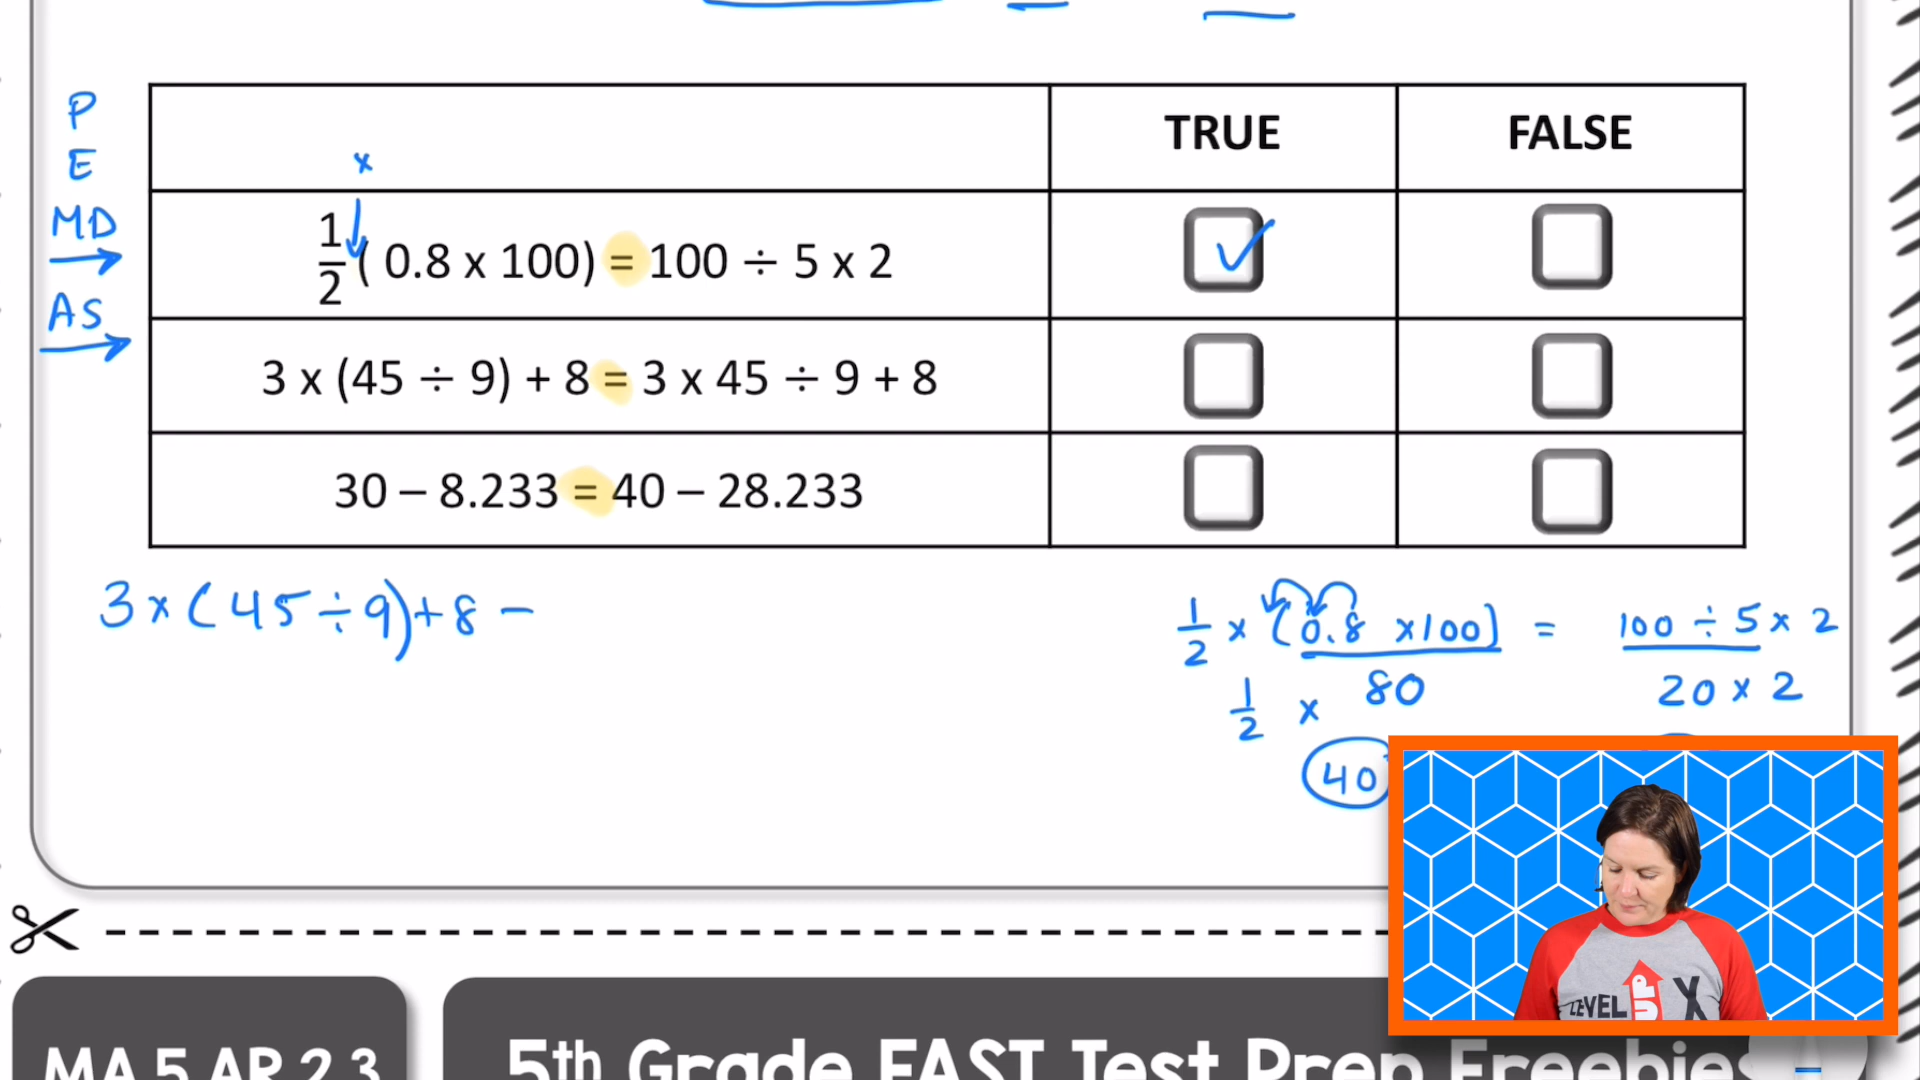 P
E
MD
AS
TRUE
FALSE
x
1/2 ( 0.8 x 100) = 100 ÷ 5 x 2
3 x (45 ÷ 9) + 8 = 3 x 45 ÷ 9 + 8
30 – 8.233 = 40 – 28.233
3 x (45 ÷ 9) + 8 –
1/2 x (0.8 x 100) = 100 ÷ 5 x 2
1/2 x 80
20 x 2
40
LEVEL UP
MA.5.AR.2.3
5th Grade FAST Test Prep Freebies